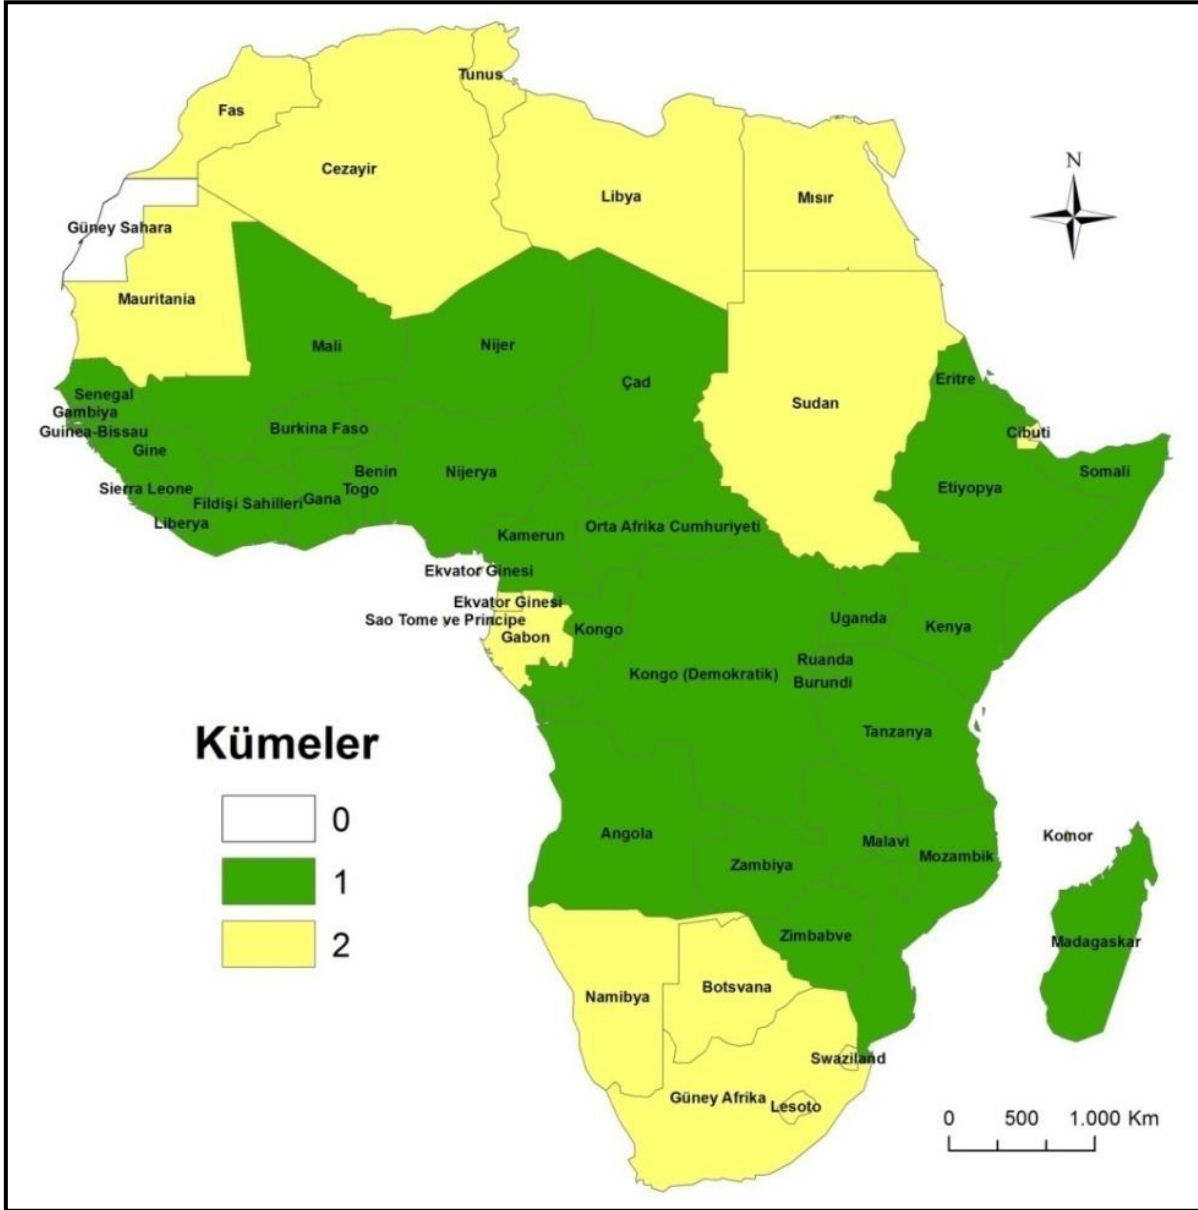 Tunus
Fas
Cezayir
Libya
Mısır
N
Güney Sahara
Mauritania
Mali
Nijer
Çad
Eritre
Senegal
Sudan
Gambiya
Guinea-Bissau
Burkina Faso
Cibuti
Gine
Benin
Nijerya
Somali
Sierra Leone
Togo
Etiyopya
Fildişi Sahilleri
Gana
Liberya
Kamerun
Orta Afrika Cumhuriyeti
Ekvator Ginesi
Ekvator Ginesi
Sao Tome ve Principe
Gabon
Kongo
Uganda
Kenya
Ruanda
Kongo (Demokratik)
Burundi
Tanzanya
Kümeler
0
1
2
Angola
Malavi
Komor
Zambiya
Mozambik
Zimbabve
Madagaskar
Namibya
Botsvana
Swaziland
Güney Afrika
Lesoto
0 500 1.000 Km